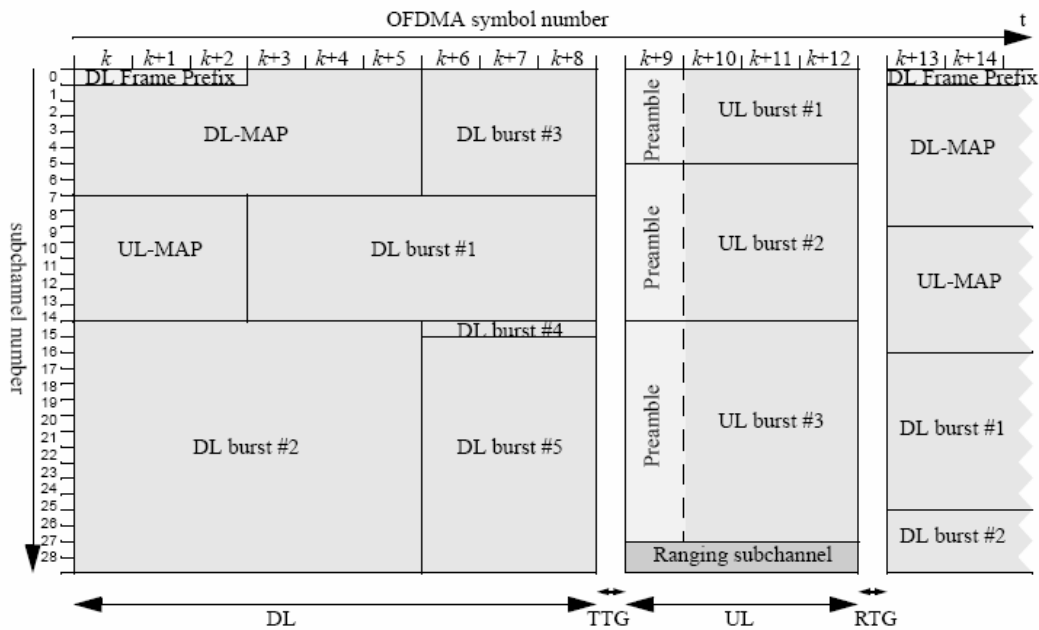 OFDMA symbol number
t
k k+1 k+2 k+3 k+4 k+5 k+6 k+7 k+8 k+9 k+10 k+11 k+12 k+13 k+14
subchannel number
0
1
2
3
4
5
6
7
8
9
10
11
12
13
14
15
16
17
18
19
20
21
22
23
24
25
26
27
28
DL Frame Prefix
DL-MAP
DL burst #3
UL-MAP
DL burst #1
DL burst #4
DL burst #2
DL burst #5
Preamble
UL burst #1
Preamble
UL burst #2
Preamble
UL burst #3
Ranging subchannel
DL Frame Prefix
DL-MAP
UL-MAP
DL burst #1
DL burst #2
DL
TTG
UL
RTG